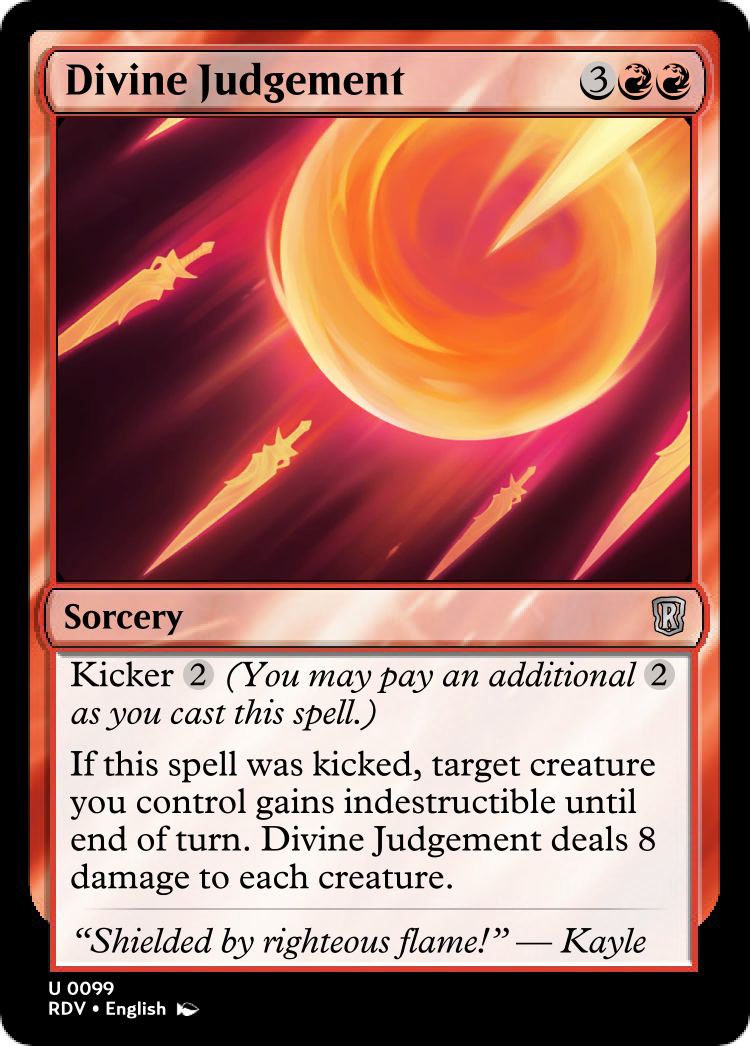 Divine Judgement 3
Sorcery R
Kicker 2 (You may pay an additional 2
as you cast this spell.)
If this spell was kicked, target creature
you control gains indestructible until
end of turn. Divine Judgement deals 8
damage to each creature.
“Shielded by righteous flame!” — Kayle
U 0099
RDV • English